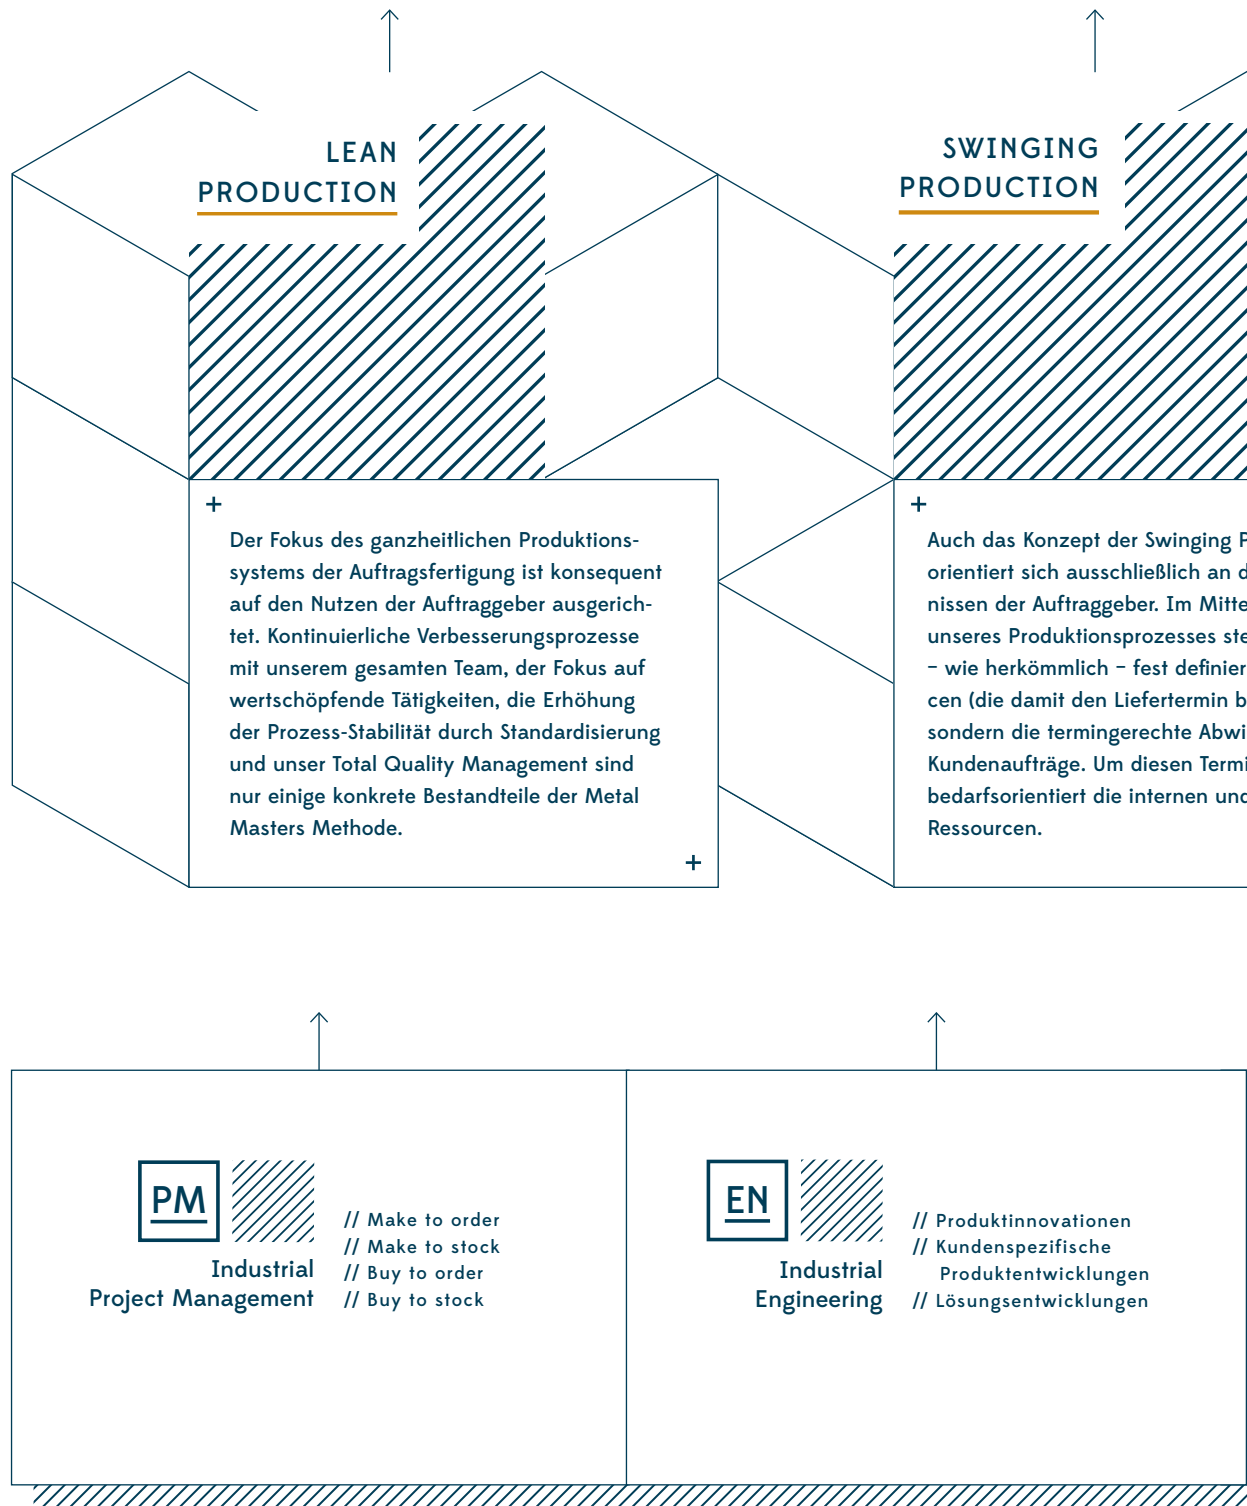 LEAN
PRODUCTION
+
Der Fokus des ganzheitlichen Produktions-
systems der Auftragsfertigung ist konsequent
auf den Nutzen der Auftraggeber ausgerich-
tet. Kontinuierliche Verbesserungsprozesse
mit unserem gesamten Team, der Fokus auf
wertschöpfende Tätigkeiten, die Erhöhung
der Prozess-Stabilität durch Standardisierung
und unser Total Quality Management sind
nur einige konkrete Bestandteile der Metal
Masters Methode.
+
SWINGING
PRODUCTION
+
Auch das Konzept der Swinging
orientiert sich ausschließlich an
nissen der Auftraggeber. Im
unseres Produktionsprozesses
– wie herkömmlich – fest
cen (die damit den Liefertermin
sondern die termingerechte
Kundenaufträge. Um diesen
bedarfsorientiert die internen
Ressourcen.
PM
Industrial
Project Management
// Make to order
// Make to stock
// Buy to order
// Buy to stock
EN
Industrial
Engineering
// Produktinnovationen
// Kundenspezifische
Produktentwicklungen
// Lösungsentwicklungen